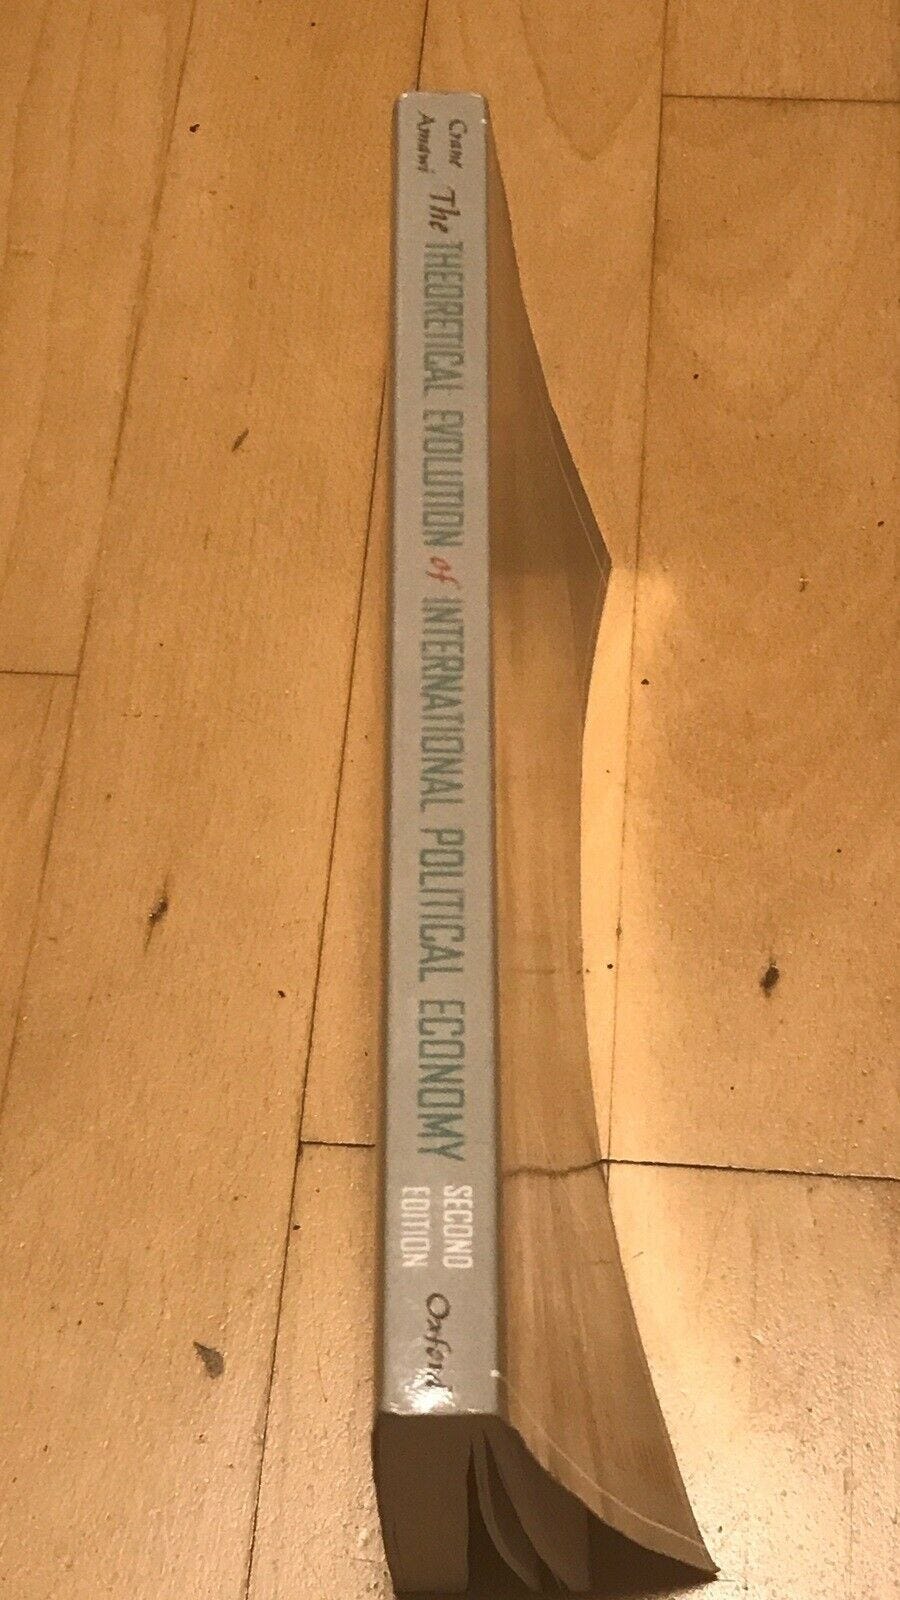 Crane
Amawi
The THEORETICAL EVOLUTION of INTERNATIONAL POLITICAL ECONOMY
SECOND
EDITION
Oxford